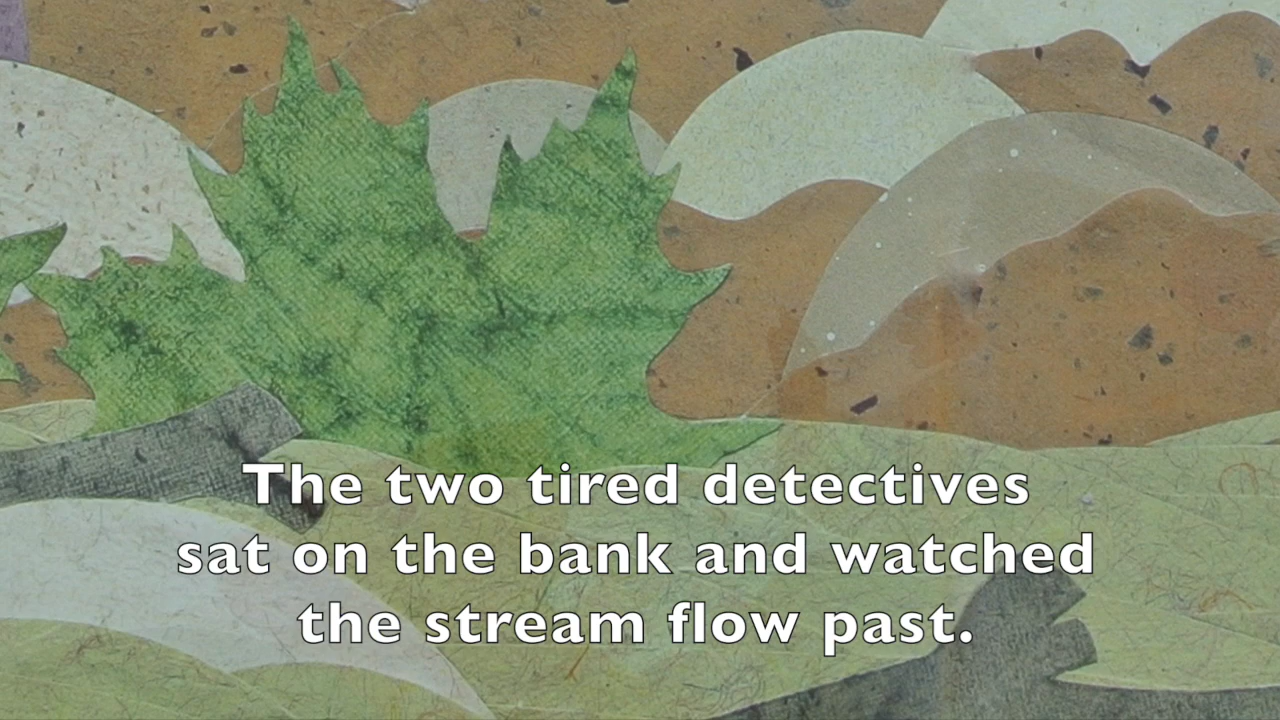 The two tired detectives
sat on the bank and watched
the stream flow past.